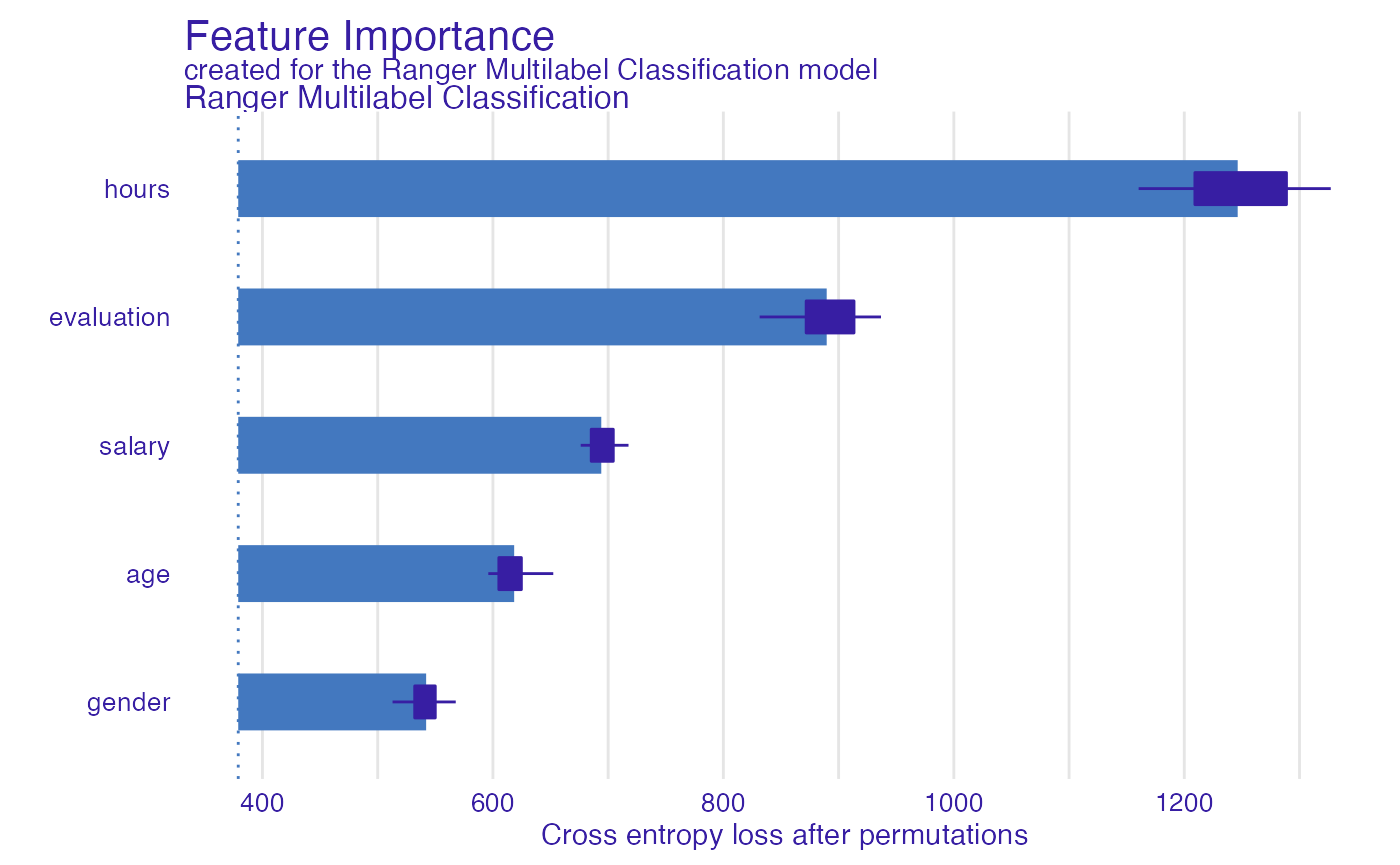 Feature Importance
created for the Ranger Multilabel Classification model
Ranger Multilabel Classification
hours
evaluation
salary
age
gender
400 600 800 1000 1200
Cross entropy loss after permutations